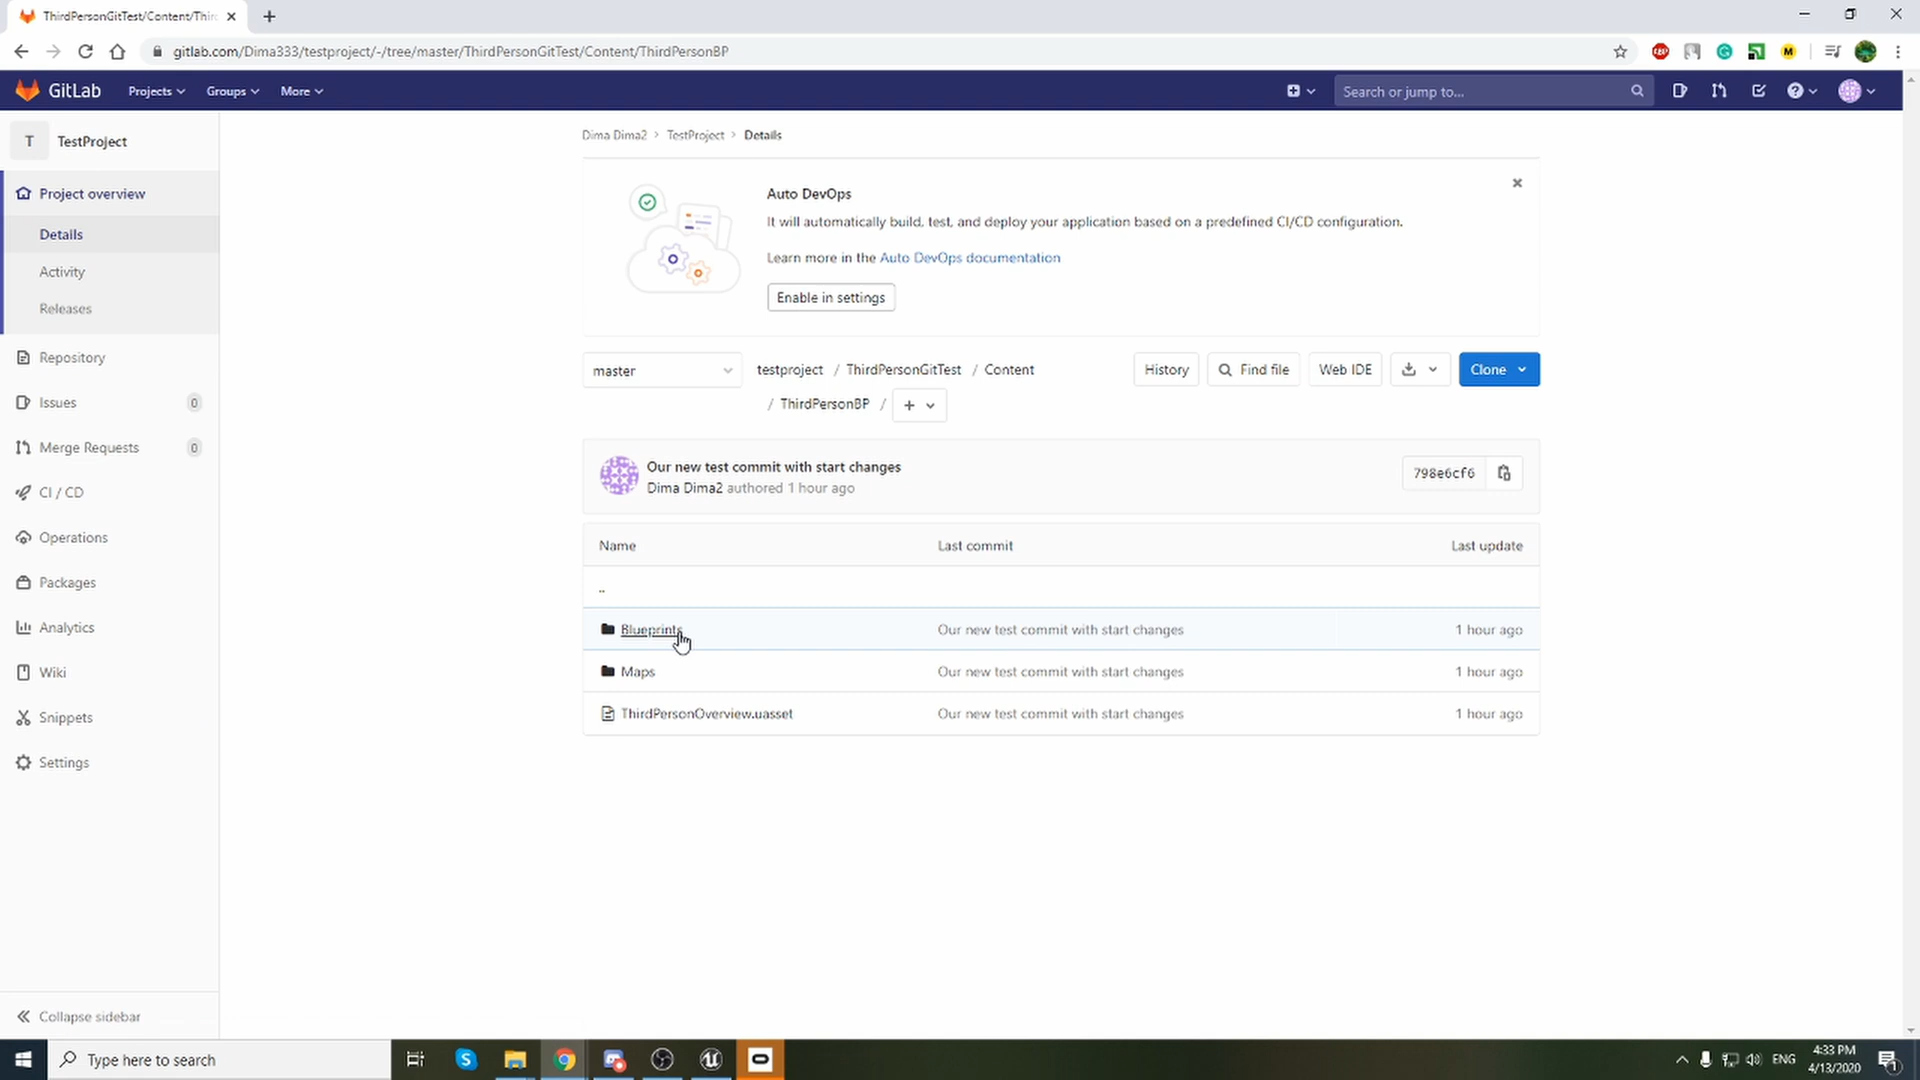 ThirdPersonGitTest/Content/Thir
gitlab.com/Dima333/testproject/-/tree/master/ThirdPersonGitTest/Content/ThirdPersonBP
GitLab Projects Groups More Search or jump to...
T TestProject
Project overview
Details
Activity
Releases
Repository
Issues 0
Merge Requests 0
CI / CD
Operations
Packages
Analytics
Wiki
Snippets
Settings
Collapse sidebar
Dima Dima2 > TestProject > Details
Auto DevOps
It will automatically build, test, and deploy your application based on a predefined CI/CD configuration.
Learn more in the Auto DevOps documentation
Enable in settings
master testproject / ThirdPersonGitTest / Content History Find file Web IDE Clone
/ ThirdPersonBP / +
Our new test commit with start changes
Dima Dima2 authored 1 hour ago
798e6cf6
Name Last commit Last update
..
Blueprints Our new test commit with start changes 1 hour ago
Maps Our new test commit with start changes 1 hour ago
ThirdPersonOverview.uasset Our new test commit with start changes 1 hour ago
Type here to search
ENG
4:33 PM
4/13/2020
1